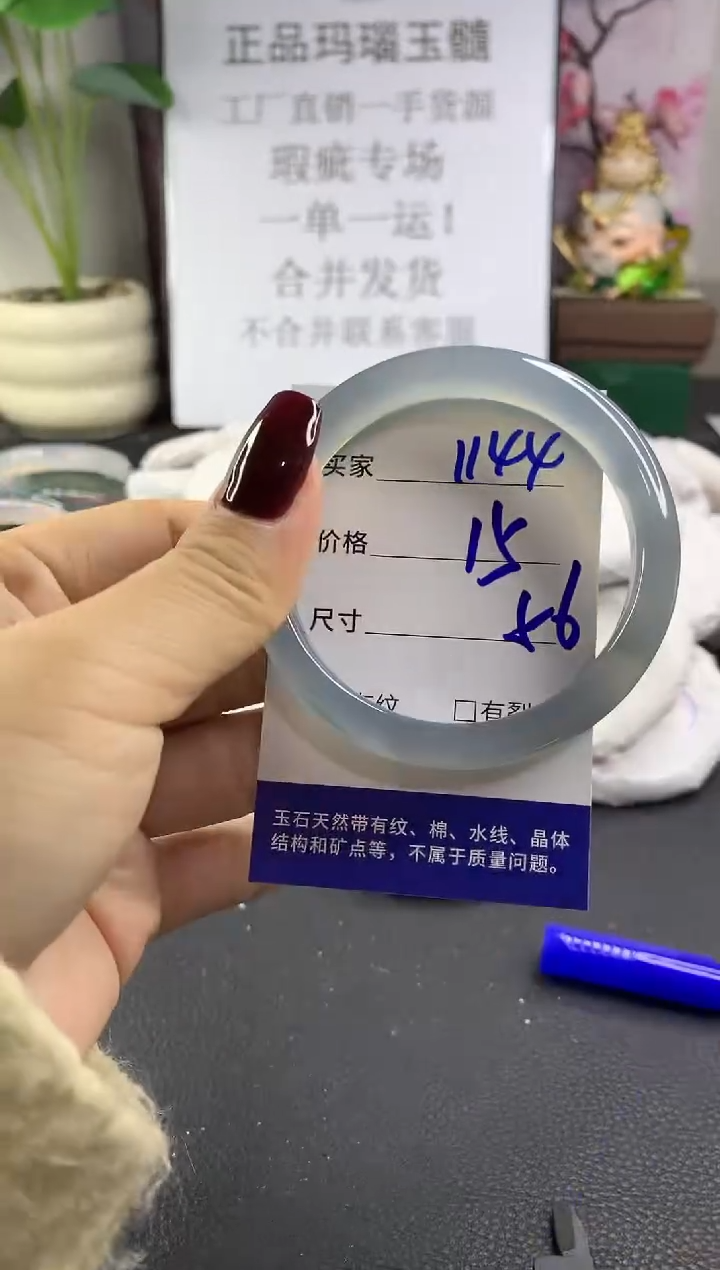 正品玛瑙玉髓
工厂直销一手货源
瑕疵专场
一单一运！
合并发货
不合并联系客服
买家 1144
价格 15
尺寸 56
纹 □有裂
玉石天然带有纹、棉、水线、晶体
结构和矿点等，不属于质量问题。